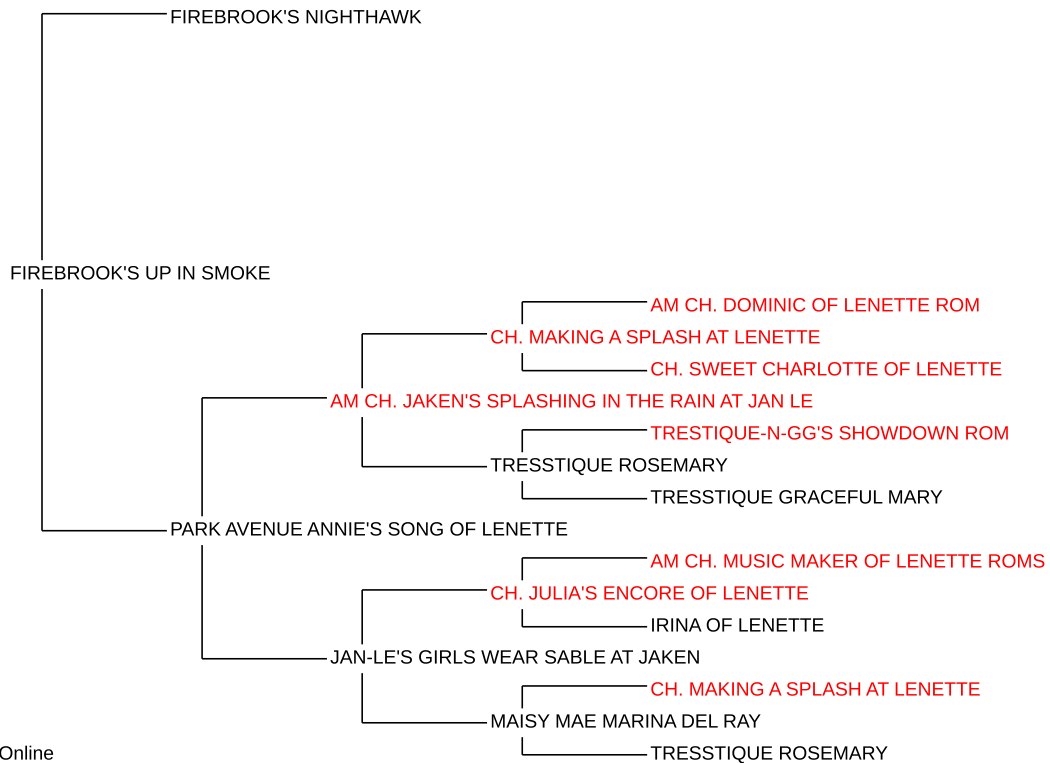 FIREBROOK'S NIGHTHAWK
FIREBROOK'S UP IN SMOKE
AM CH. DOMINIC OF LENETTE ROM
CH. MAKING A SPLASH AT LENETTE
CH. SWEET CHARLOTTE OF LENETTE
AM CH. JAKEN'S SPLASHING IN THE RAIN AT JAN LE
TRESTIQUE-N-GG'S SHOWDOWN ROM
TRESSTIQUE ROSEMARY
TRESSTIQUE GRACEFUL MARY
PARK AVENUE ANNIE'S SONG OF LENETTE
AM CH. MUSIC MAKER OF LENETTE ROMS
CH. JULIA'S ENCORE OF LENETTE
IRINA OF LENETTE
JAN-LE'S GIRLS WEAR SABLE AT JAKEN
CH. MAKING A SPLASH AT LENETTE
MAISY MAE MARINA DEL RAY
TRESSTIQUE ROSEMARY
Online